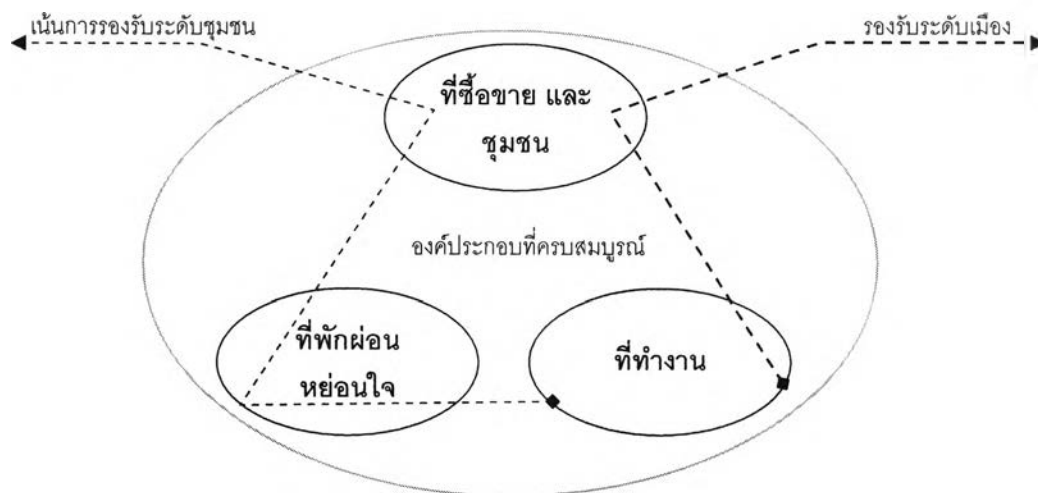 เน้นการรองรับระดับชุมชน
รองรับระดับเมือง
ที่ซื้อขาย และ
ชุมชน
องค์ประกอบที่ครบสมบูรณ์
ที่พักผ่อน
หย่อนใจ
ที่ทำงาน